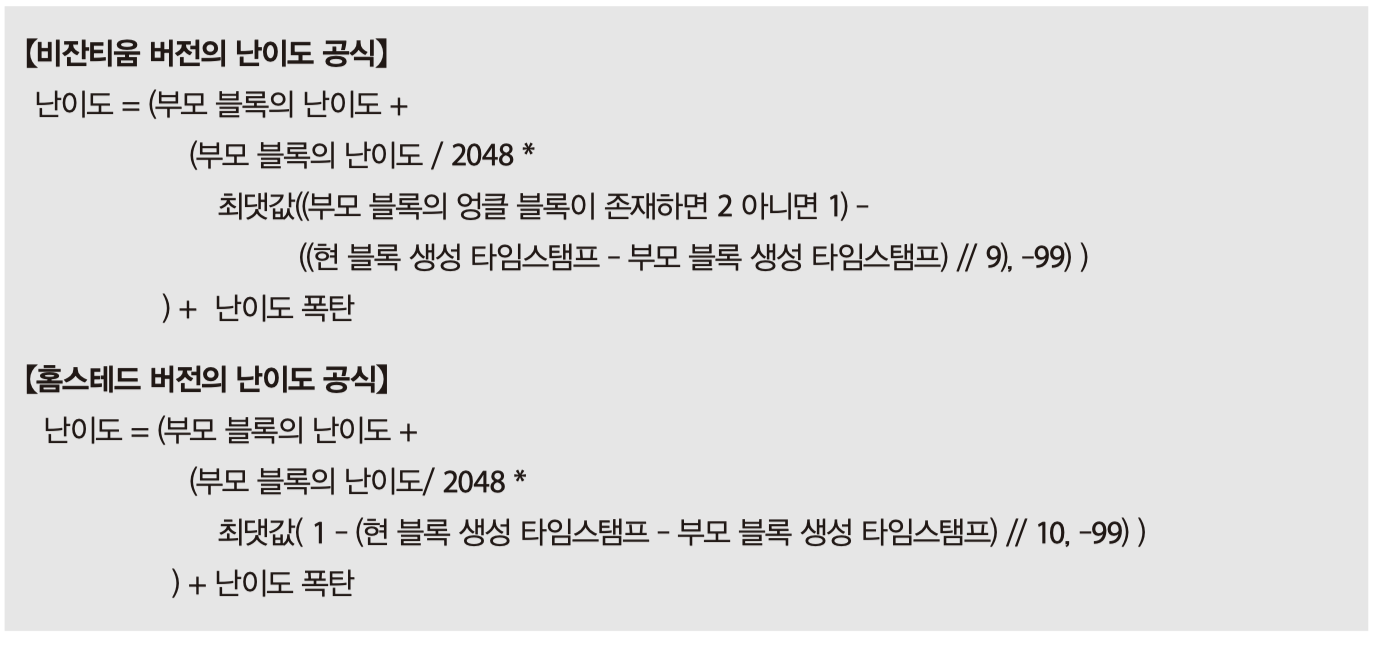 【비잔티움 버전의 난이도 공식】
난이도 = (부모 블록의 난이도 +
(부모 블록의 난이도 / 2048 *
최댓값((부모 블록의 엉클 블록이 존재하면 2 아니면 1) –
((현 블록 생성 타임스탬프 – 부모 블록 생성 타임스탬프) // 9), –99) )
) + 난이도 폭탄
【홈스테드 버전의 난이도 공식】
난이도 = (부모 블록의 난이도 +
(부모 블록의 난이도/ 2048 *
최댓값( 1 – (현 블록 생성 타임스탬프 – 부모 블록 생성 타임스탬프) // 10, –99) )
) + 난이도 폭탄